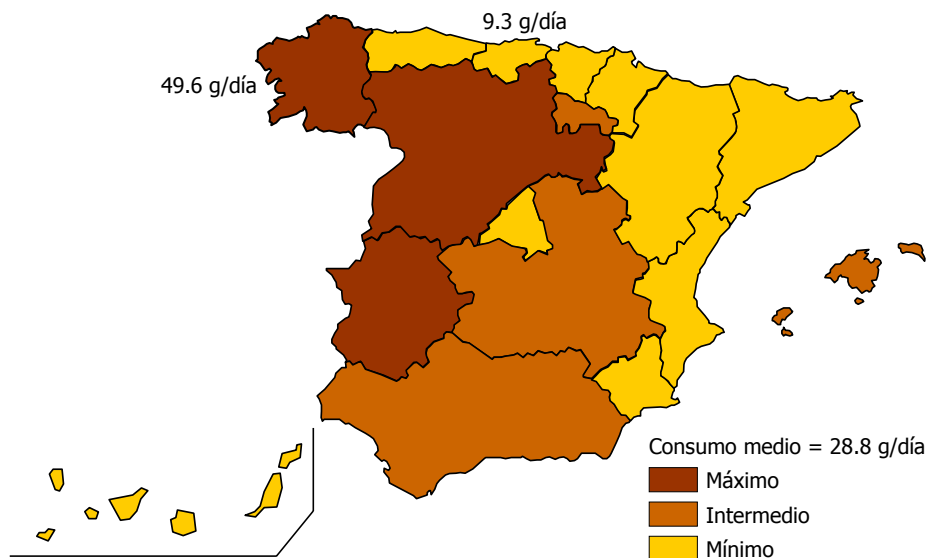 9.3 g/día
49.6 g/día
Consumo medio = 28.8 g/día
Máximo
Intermedio
Mínimo